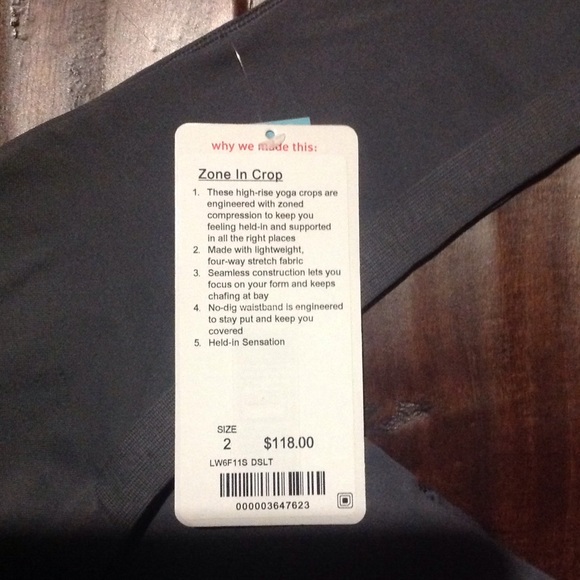 why we made this:
Zone In Crop
1. These high-rise yoga crops are
engineered with zoned
compression to keep you
feeling held-in and supported
in all the right places
2. Made with lightweight,
four-way stretch fabric
3. Seamless construction lets you
focus on your form and keeps
chafing at bay
4. No-dig waistband is engineered
to stay put and keep you
covered
5. Held-in Sensation
SIZE
2 $118.00
LW6F11S DSLT
000003647623